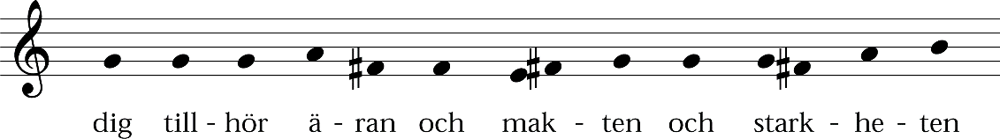 dig till - hör ä - ran och mak - ten och stark - he - ten